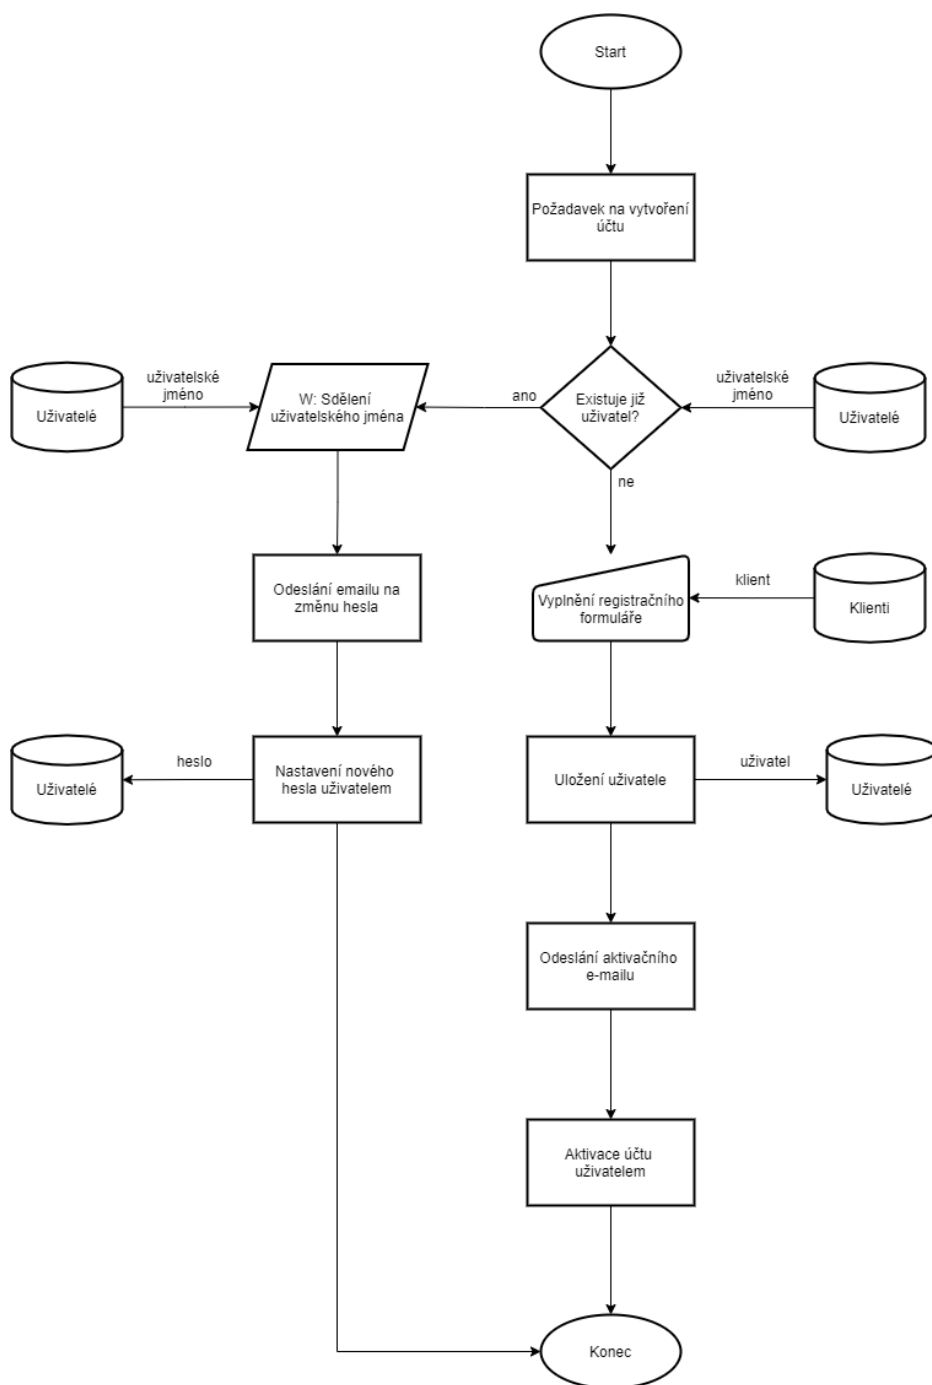 Start
Požadavek na vytvoření
účtu
Uživatelé
uživatelské
jméno
W: Sdělení
uživatelského jména
ano
Existuje již
uživatel?
uživatelské
jméno
Uživatelé
ne
Odeslání emailu na
změnu hesla
Vyplnění registračního
formuláře
klient
Klienti
Uživatelé
heslo
Nastavení nového
hesla uživatelem
Uložení uživatele
uživatel
Uživatelé
Odeslání aktivačního
e-mailu
Aktivace účtu
uživatelem
Konec